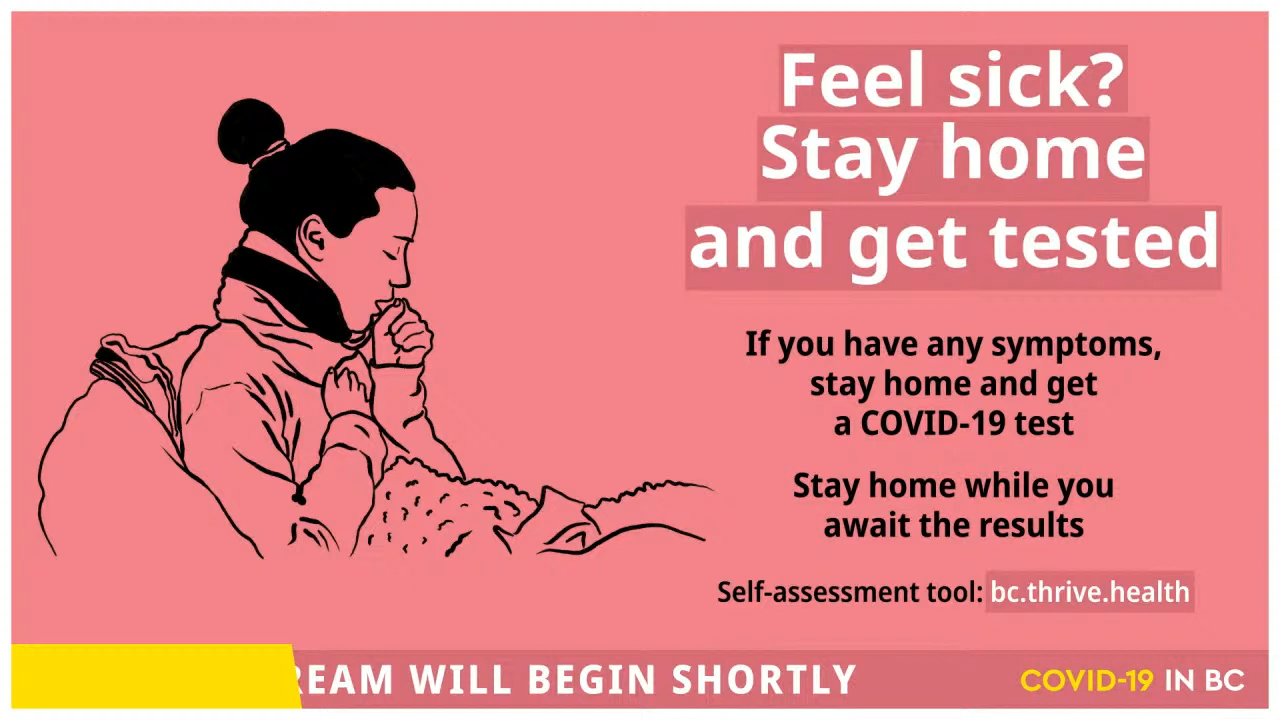 Feel sick?
Stay home
and get tested
If you have any symptoms,
stay home and get
a COVID-19 test
Stay home while you
await the results
Self-assessment tool: bc.thrive.health
WILL BEGIN SHORTLY
COVID-19 IN BC